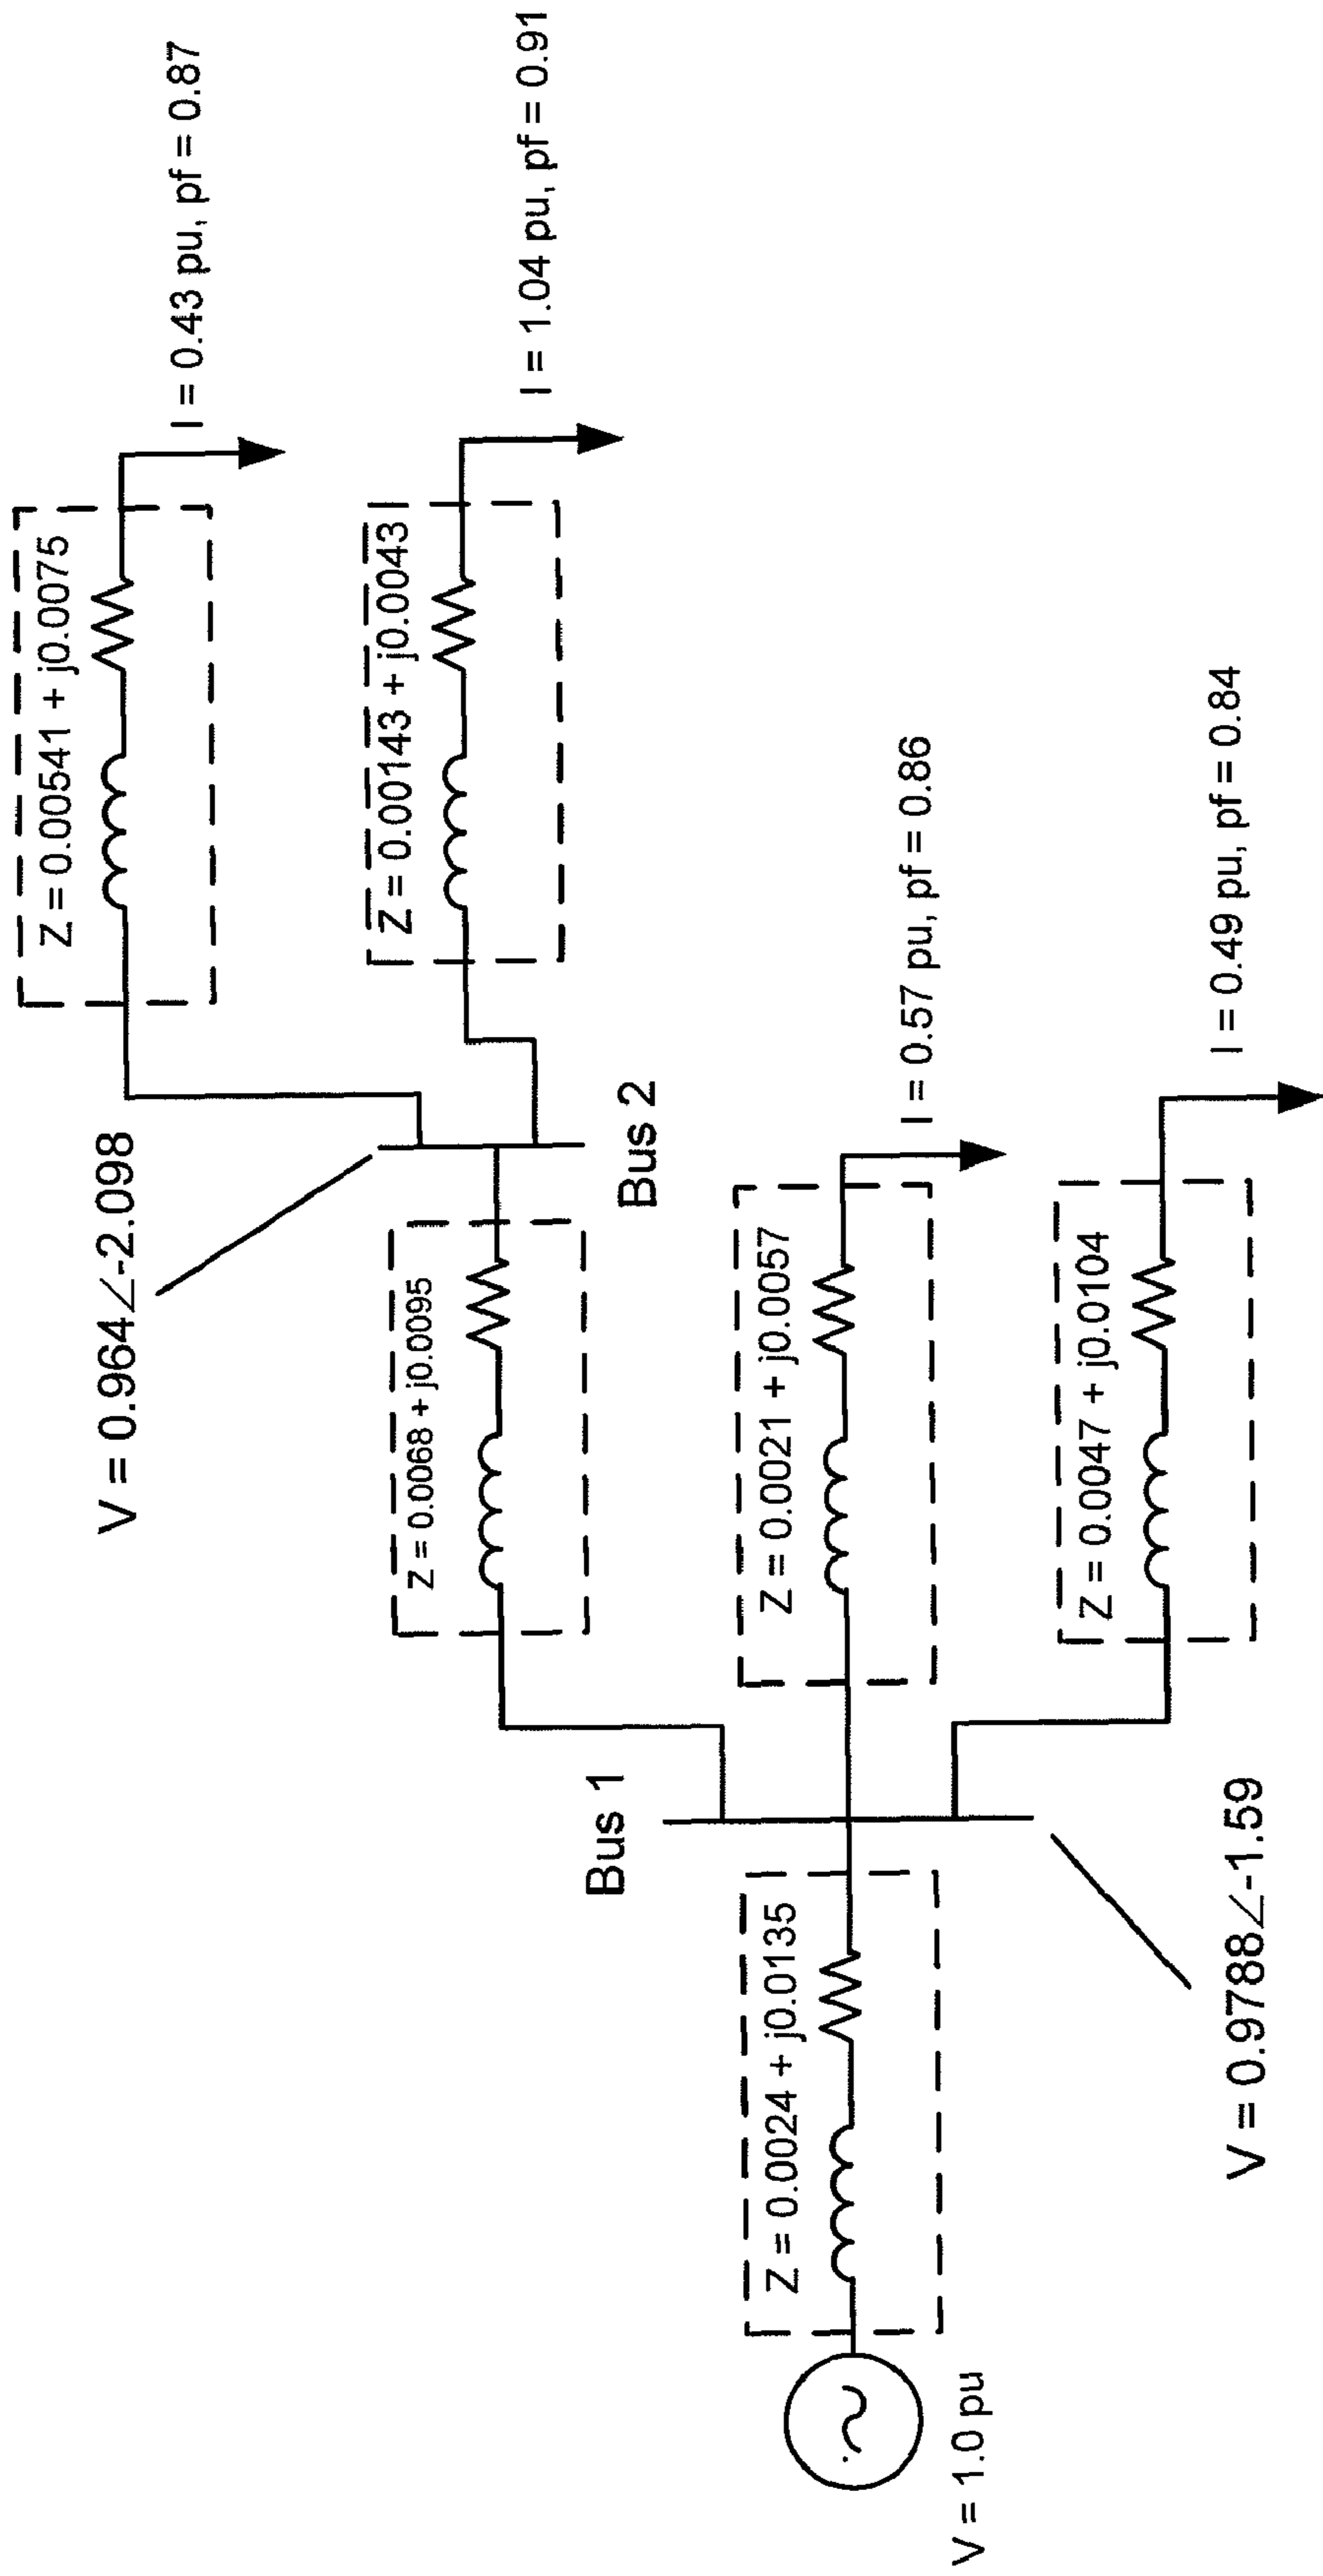 Z = 0.00541 + j0.0075
I = 0.43 pu, pf = 0.87
V = 0.964∠-2.098
Z = 0.00143 + j0.0043
I = 1.04 pu, pf = 0.91
Z = 0.0068 + j0.0095
Bus 2
Bus 1
Z = 0.0021 + j0.0057
I = 0.57 pu, pf = 0.86
Z = 0.0024 + j0.0135
V = 1.0 pu
Z = 0.0047 + j0.0104
I = 0.49 pu, pf = 0.84
V = 0.9788∠-1.59